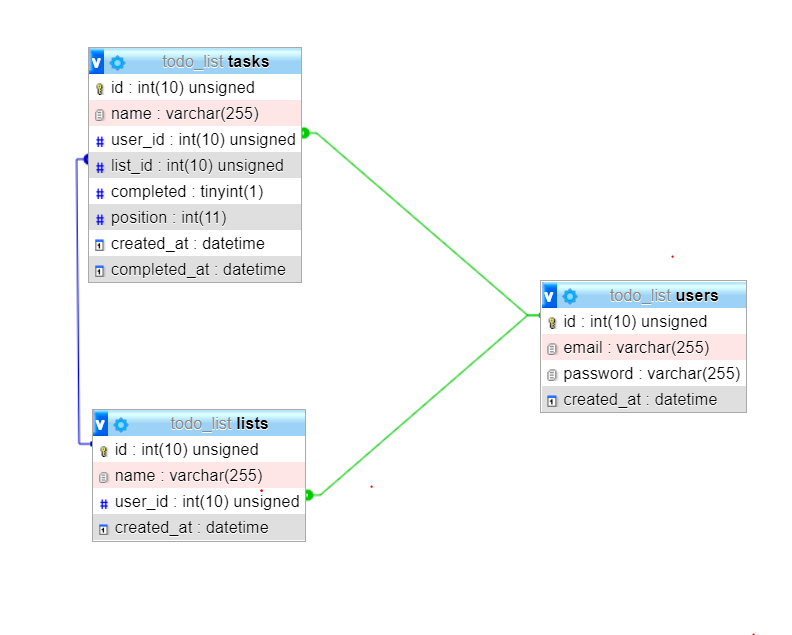 v todo_list tasks
id : int(10) unsigned
name : varchar(255)
# user_id : int(10) unsigned
# list_id : int(10) unsigned
# completed : tinyint(1)
# position : int(11)
created_at : datetime
completed_at : datetime
v todo_list users
id : int(10) unsigned
email : varchar(255)
password : varchar(255)
created_at : datetime
v todo_list lists
id : int(10) unsigned
name : varchar(255)
# user_id : int(10) unsigned
created_at : datetime